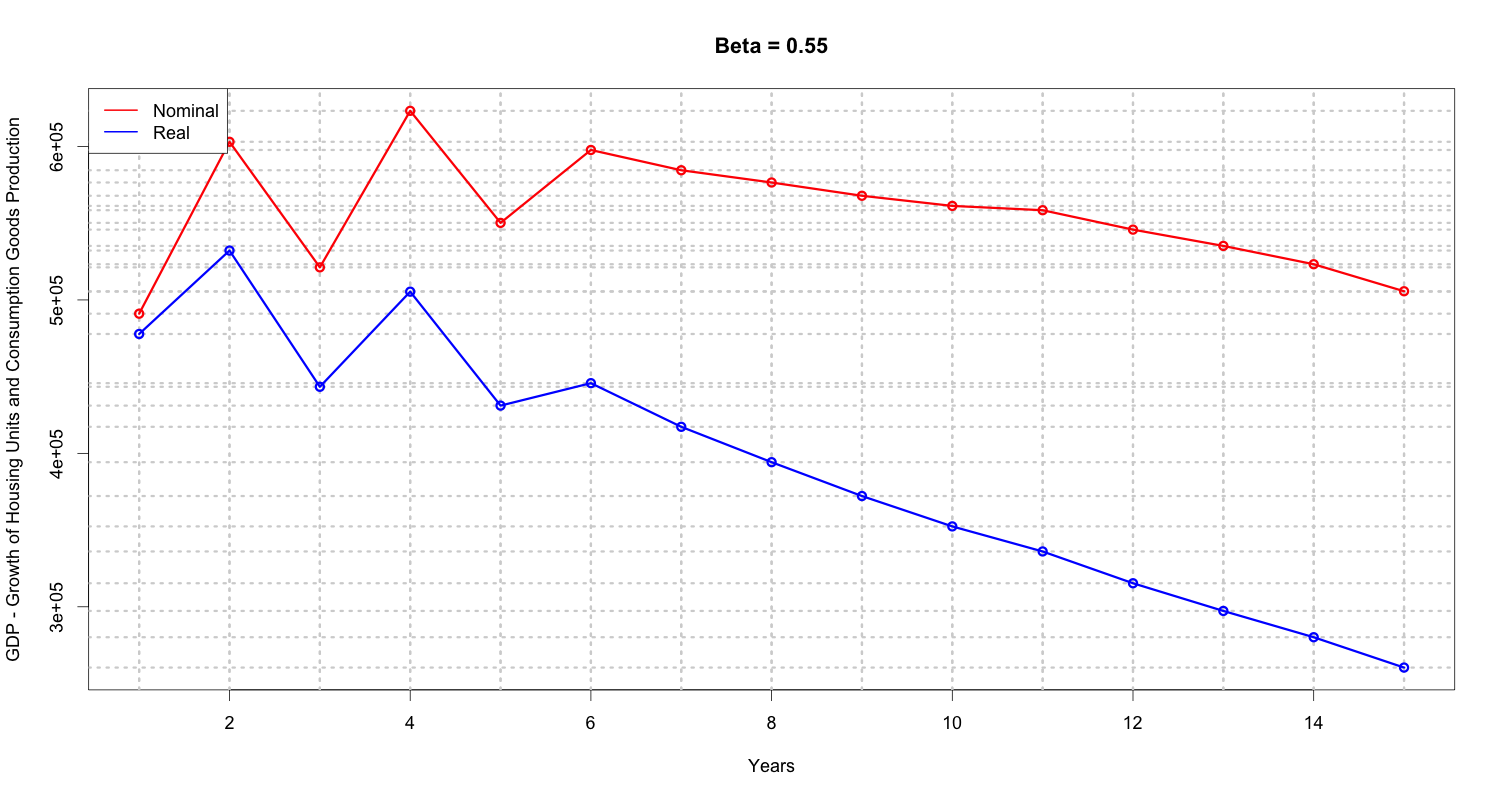 Beta = 0.55
Nominal
Real
GDP - Growth of Housing Units and Consumption Goods Production
6e+05
5e+05
4e+05
3e+05
2 4 6 8 10 12 14
Years